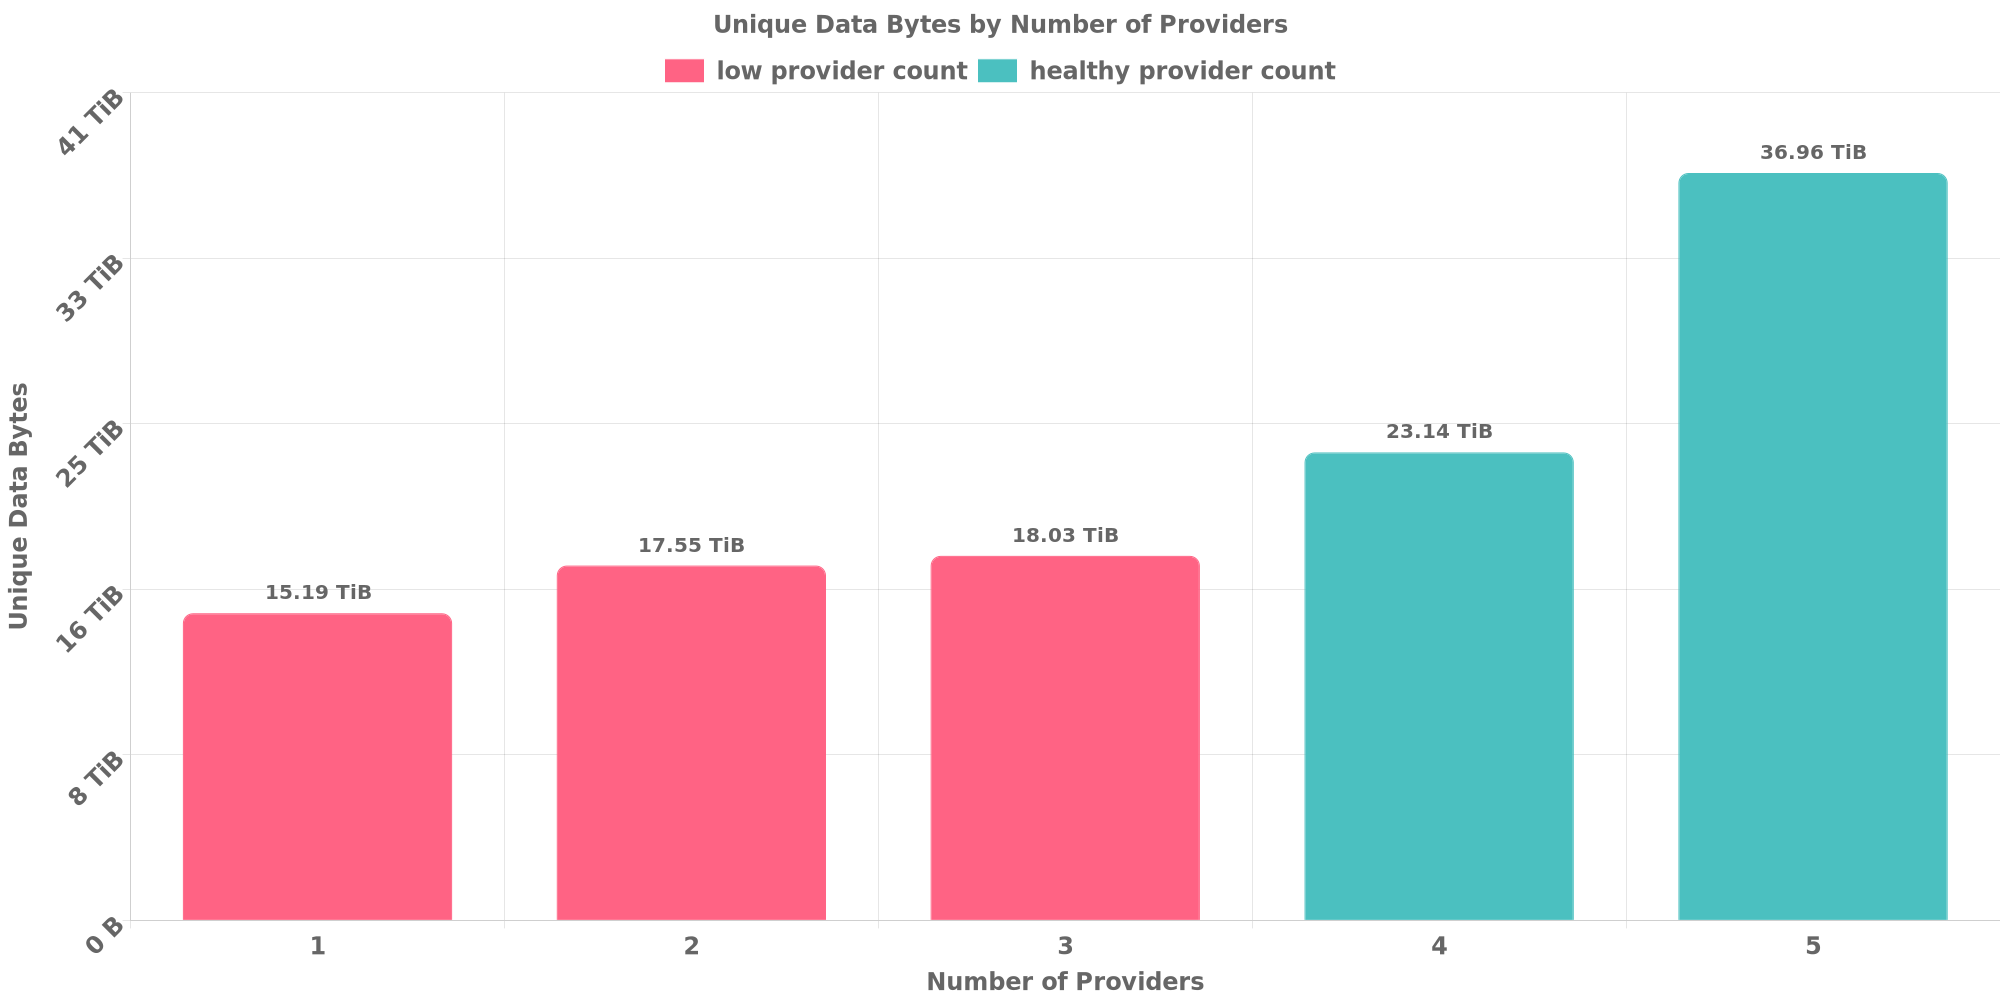 Unique Data Bytes by Number of Providers
low provider count healthy provider count
41 TiB
33 TiB
25 TiB
16 TiB
8 TiB
0 B
Unique Data Bytes
15.19 TiB
17.55 TiB
18.03 TiB
23.14 TiB
36.96 TiB
1 2 3 4 5
Number of Providers